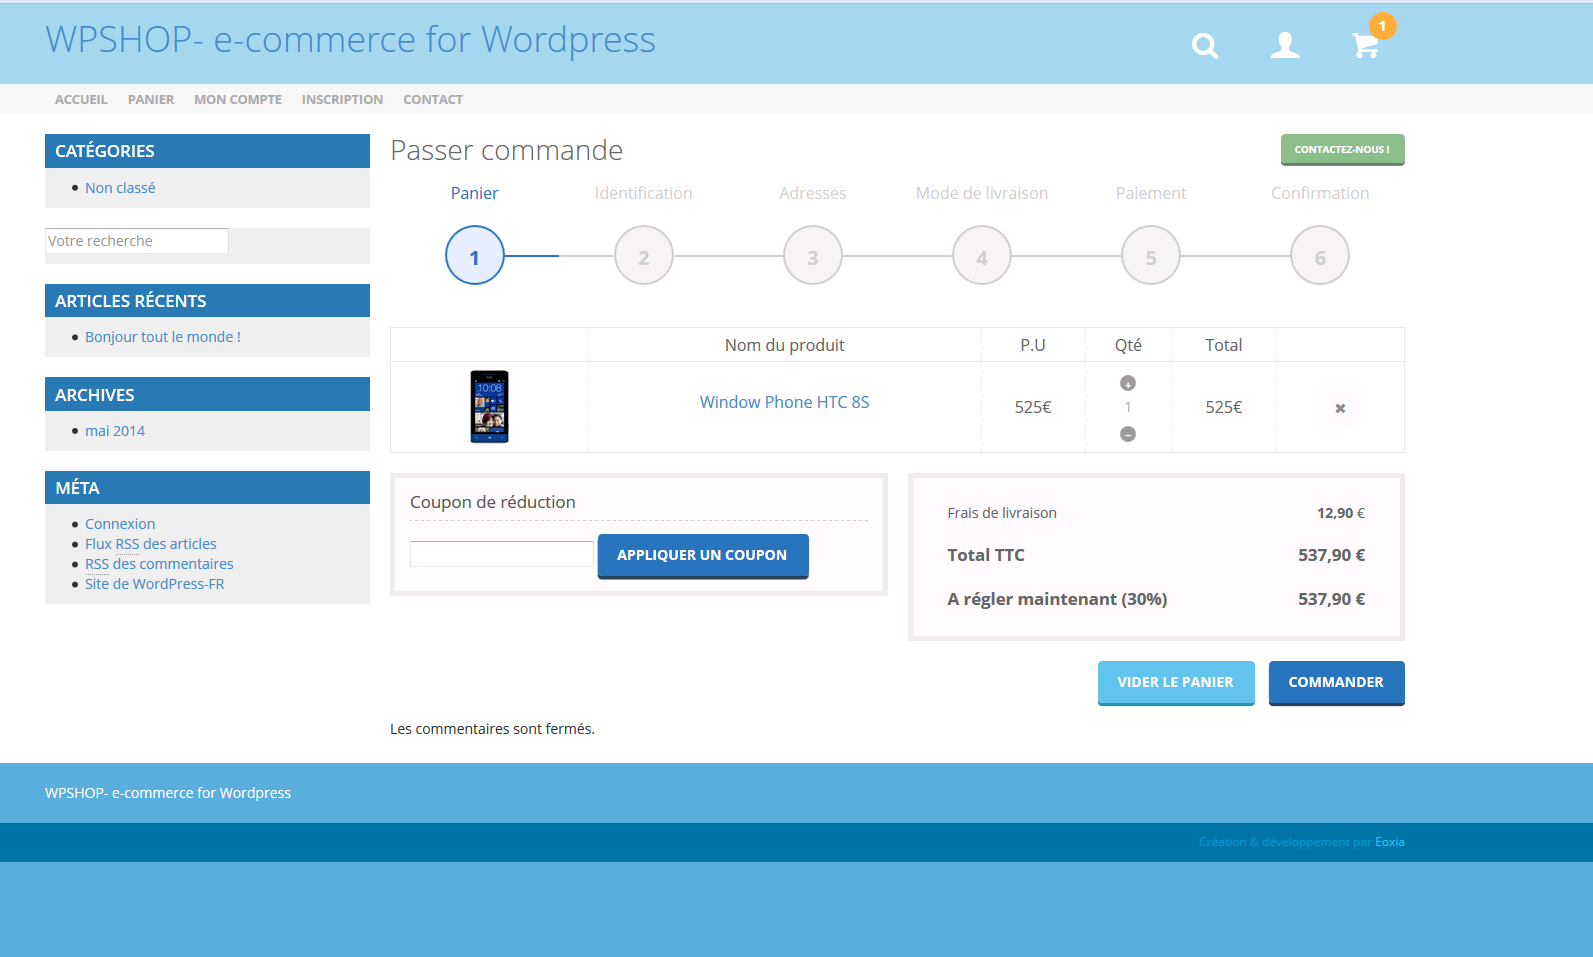 WPSHOP- e-commerce for Wordpress
1
ACCUEIL PANIER MON COMPTE INSCRIPTION CONTACT
CATÉGORIES
Non classé
Votre recherche
ARTICLES RÉCENTS
Bonjour tout le monde !
ARCHIVES
mai 2014
MÉTA
Connexion
Flux RSS des articles
RSS des commentaires
Site de WordPress-FR
Passer commande
CONTACTEZ-NOUS !
Panier Identification Adresses Mode de livraison Paiement Confirmation
1 2 3 4 5 6
Nom du produit P.U Qté Total
10:08
Window Phone HTC 8S 525€ 1 525€
Coupon de réduction
APPLIQUER UN COUPON
Frais de livraison 12,90 €
Total TTC 537,90 €
A régler maintenant (30%) 537,90 €
VIDER LE PANIER COMMANDER
Les commentaires sont fermés.
WPSHOP- e-commerce for Wordpress
Création & développement par Eoxia